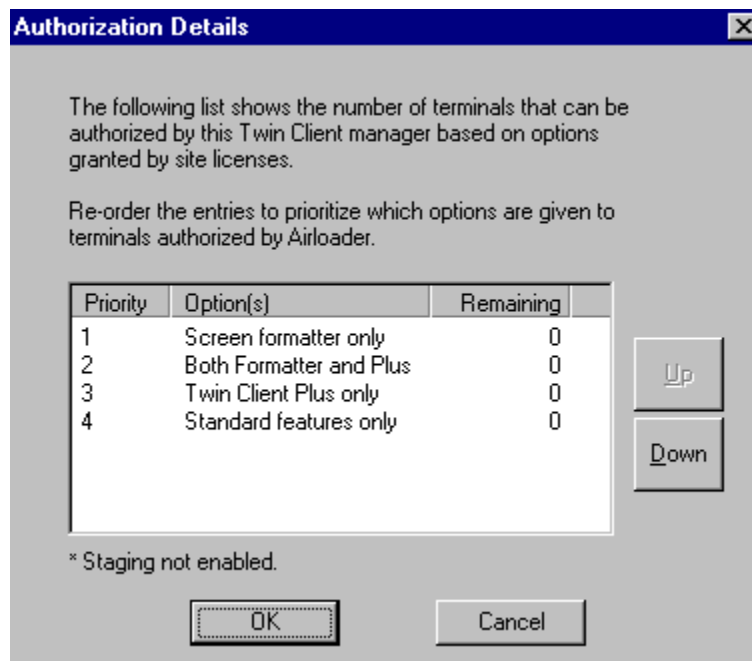 Authorization Details
The following list shows the number of terminals that can be
authorized by this Twin Client manager based on options
granted by site licenses.
Re-order the entries to prioritize which options are given to
terminals authorized by Airloader.
Priority Option(s) Remaining
1 Screen formatter only 0
2 Both Formatter and Plus 0
3 Twin Client Plus only 0
4 Standard features only 0
Up
Down
* Staging not enabled.
OK Cancel